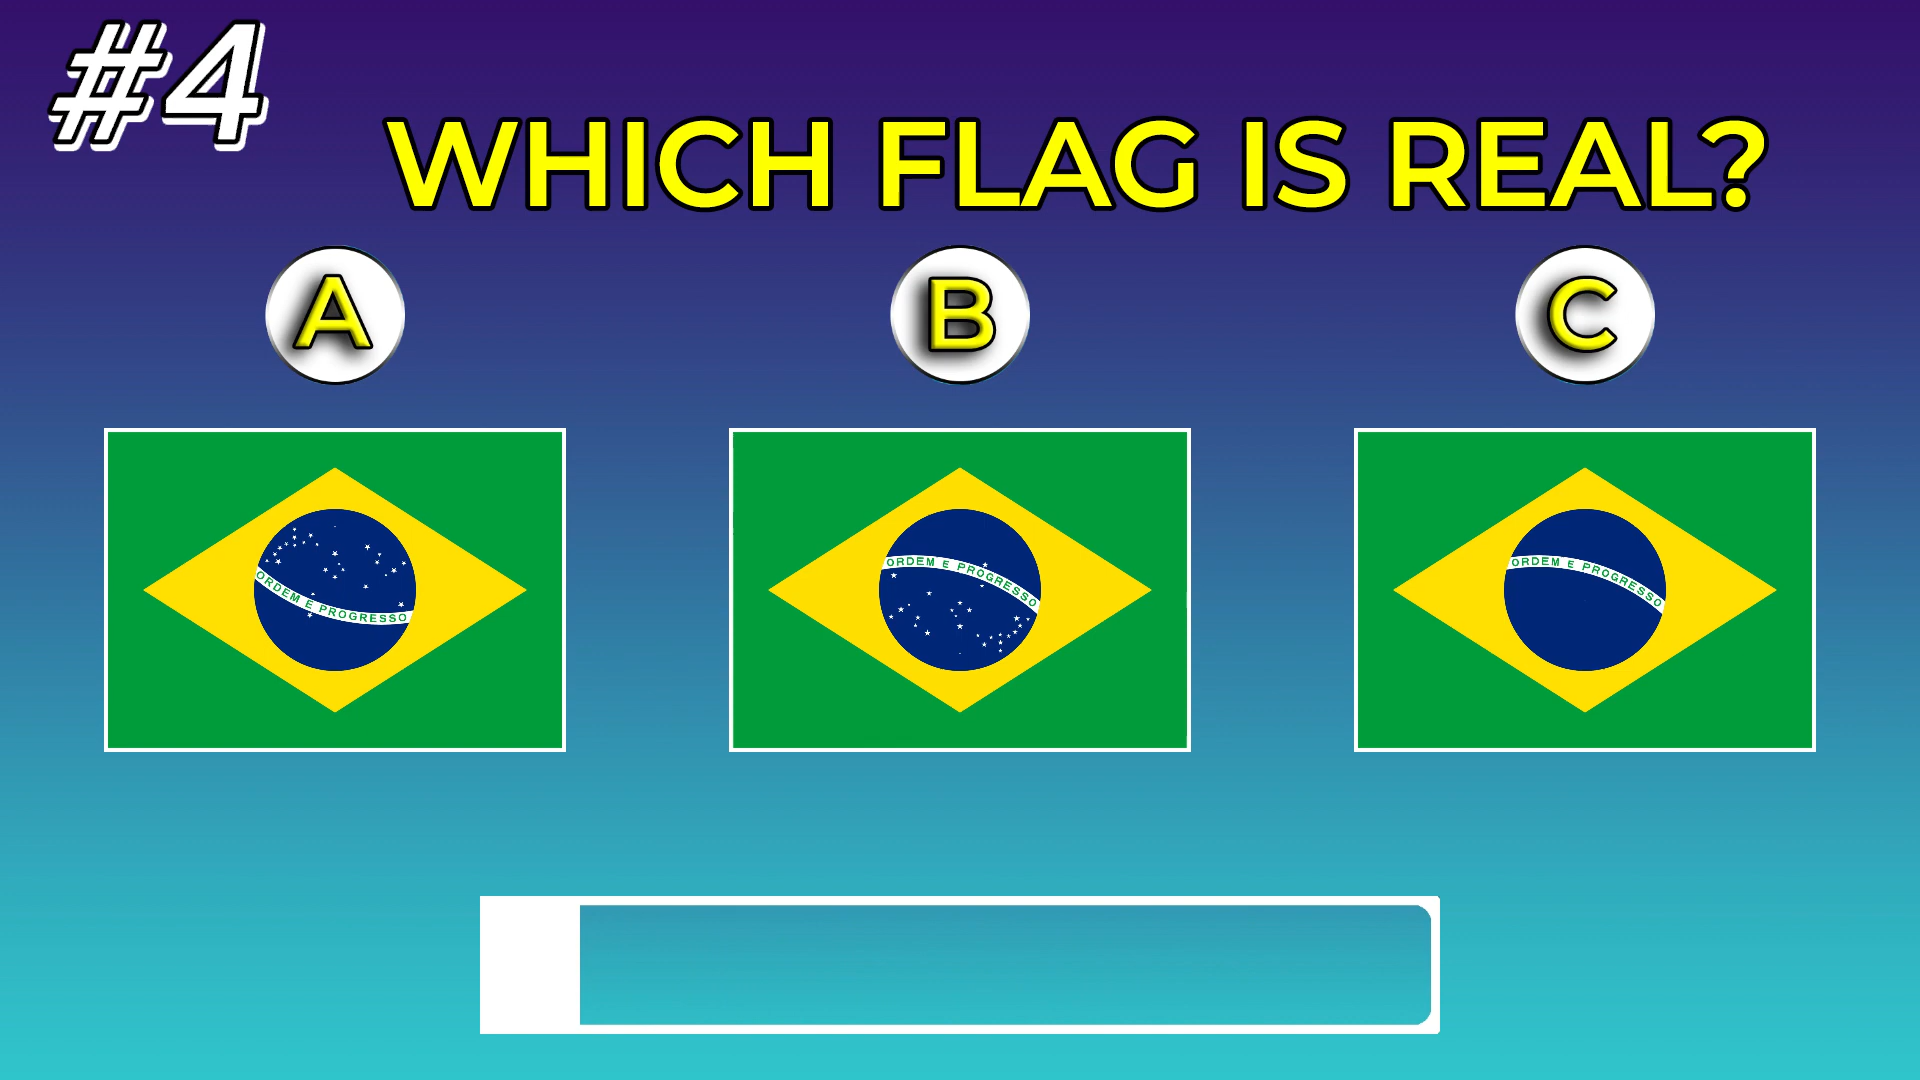 #4
WHICH FLAG IS REAL?
A
B
C
ORDEM E PROGRESSO
ORDEM E PROGRESSO
ORDEM E PROGRESSO